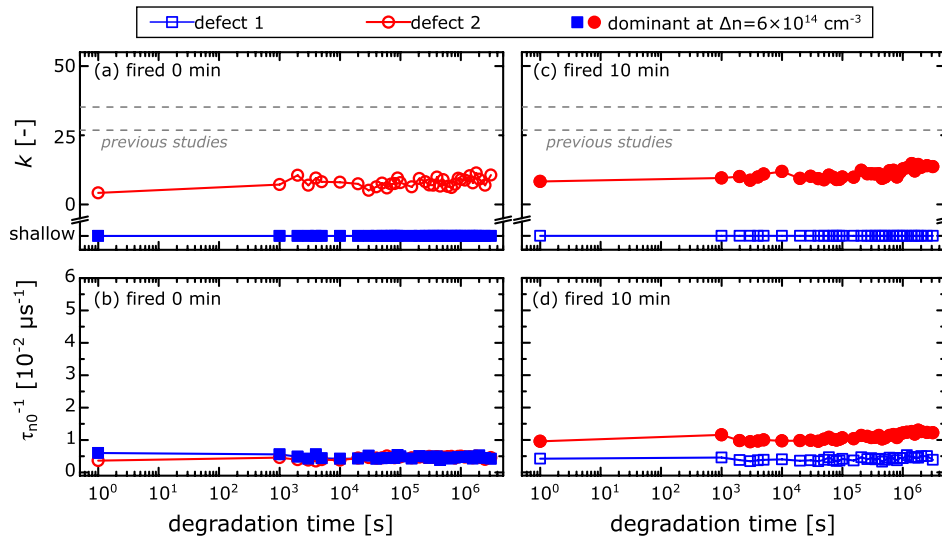 defect 1 defect 2 dominant at Δn=6×10¹⁴ cm⁻³
(a) fired 0 min (c) fired 10 min
50
k [-]
25
previous studies previous studies
0
shallow
(b) fired 0 min (d) fired 10 min
τₙ₀⁻¹ [10⁻² µs⁻¹]
6
5
4
3
2
1
0
10⁰ 10¹ 10² 10³ 10⁴ 10⁵ 10⁶ 10⁰ 10¹ 10² 10³ 10⁴ 10⁵ 10⁶
degradation time [s] degradation time [s]